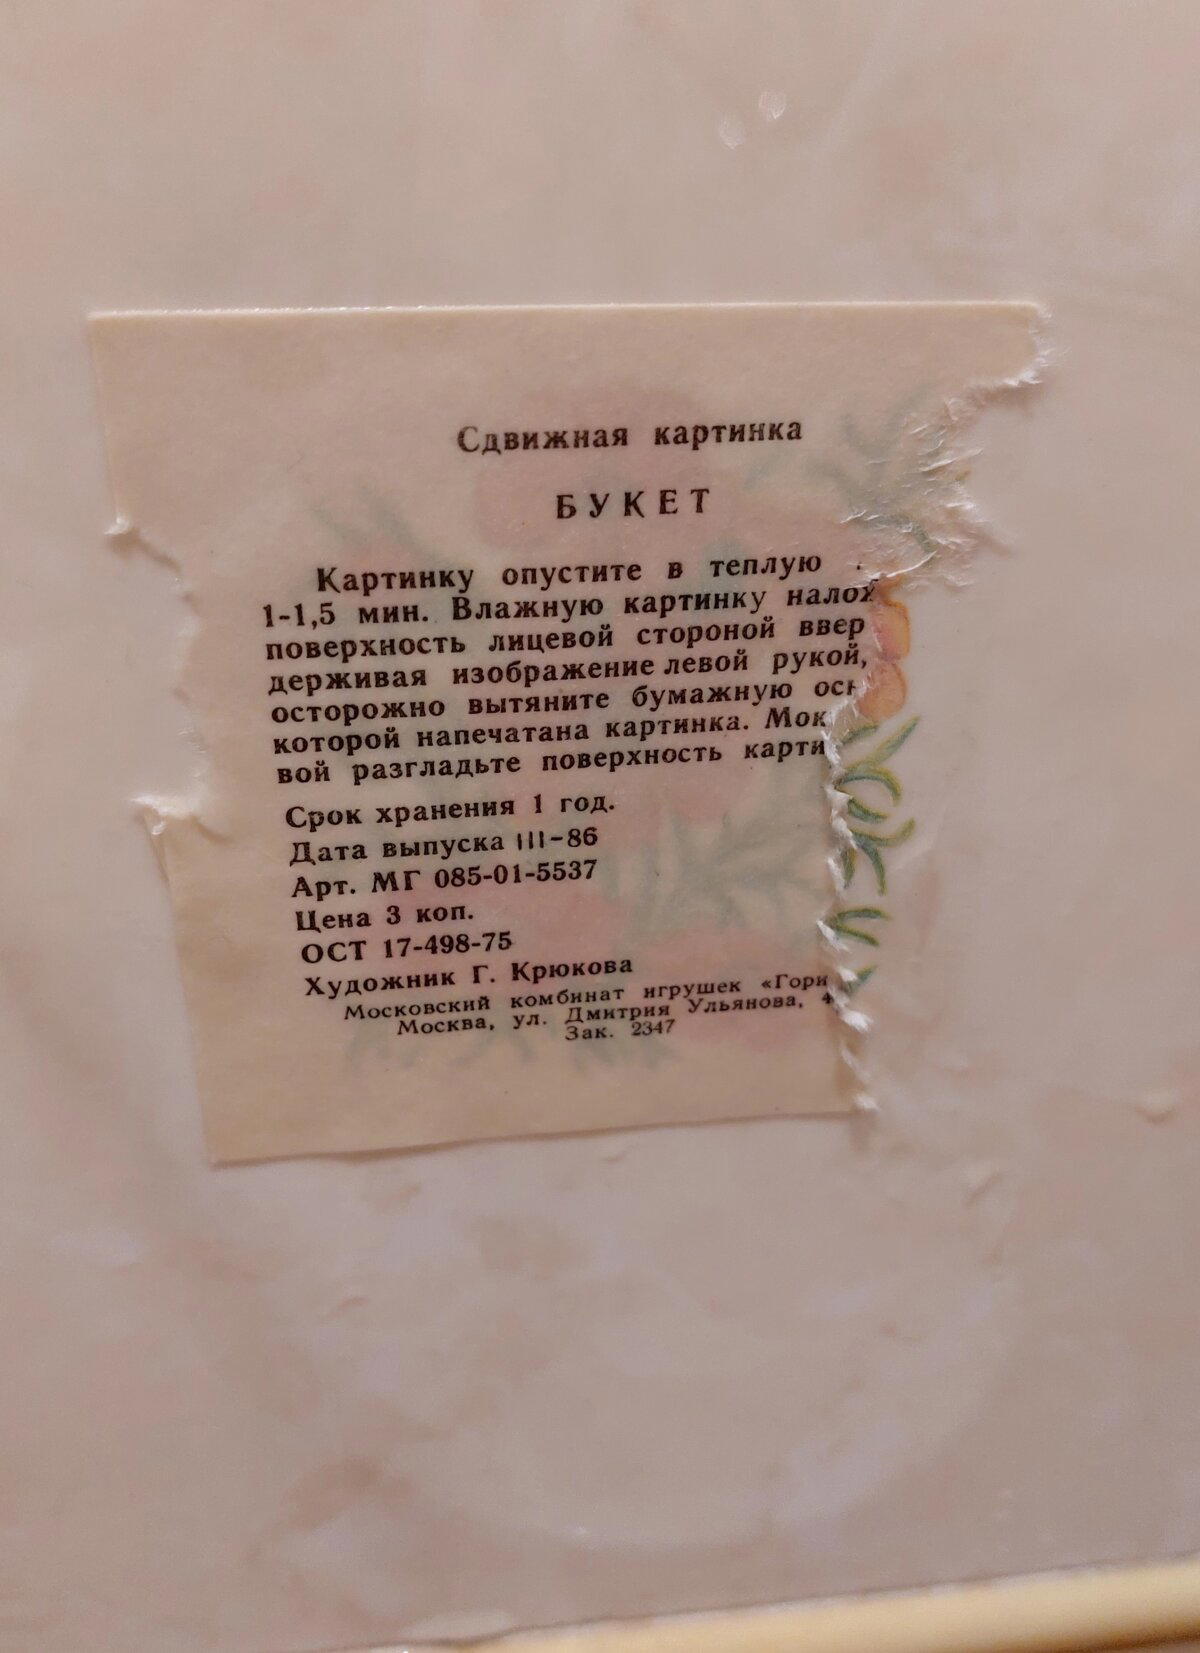 Сдвижная картинка
БУКЕТ
Картинку опустите в теплую
1-1,5 мин. Влажную картинку налож
поверхность лицевой стороной ввер
держивая изображение левой рукой,
осторожно вытяните бумажную осн
которой напечатана картинка. Мок
вой разгладьте поверхность карти
Срок хранения 1 год.
Дата выпуска III-86
Арт. МГ 085-01-5537
Цена 3 коп.
ОСТ 17-498-75
Художник Г. Крюкова
Московский комбинат игрушек «Гори
Москва, ул. Дмитрия Ульянова, 4
Зак. 2347